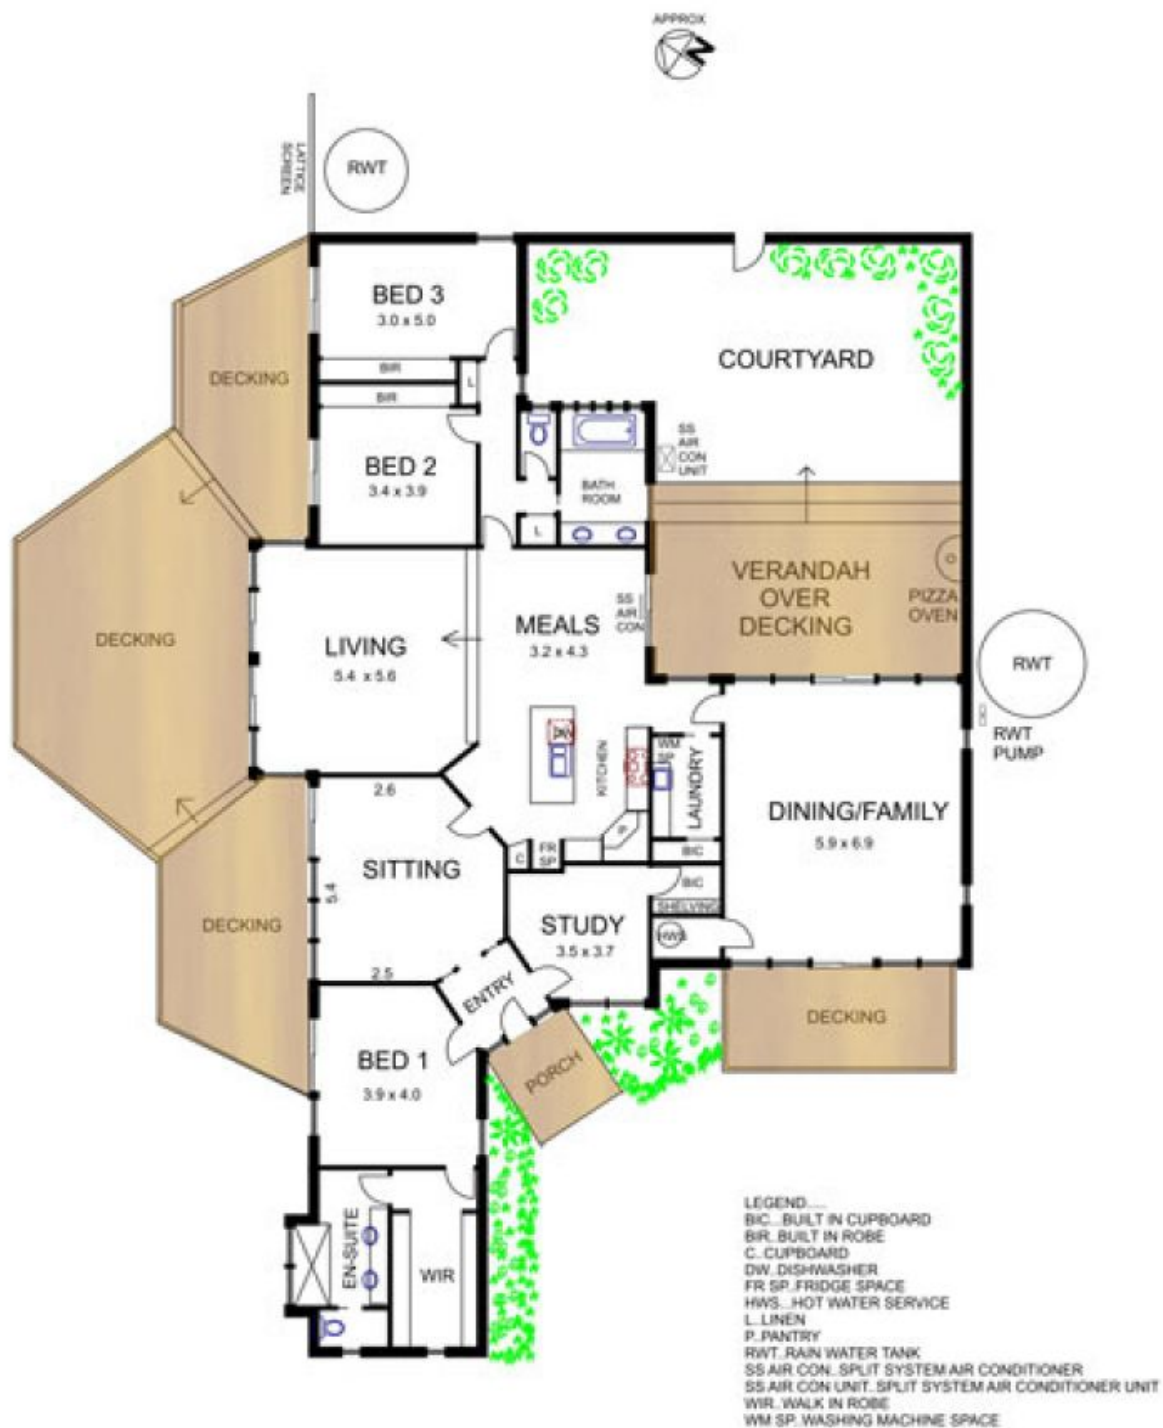 APPROX
N
LATTICE
SCREEN
RWT
BED 3
3.0 x 5.0
BIR
BIR
L
DECKING
COURTYARD
BED 2
3.4 x 3.9
SS
AIR
CON
UNIT
BATH
ROOM
L
DECKING
LIVING
5.4 x 5.6
MEALS
3.2 x 4.3
SS
AIR
CON
VERANDAH
OVER
DECKING
PIZZA
OVEN
RWT
RWT
PUMP
DW
KITCHEN
WM
SP
LAUNDRY
DINING/FAMILY
5.9 x 6.9
2.6
SITTING
5.4
2.5
C
FR
SP
P
BIC
BIC
SHELVING
HWS
STUDY
3.5 x 3.7
DECKING
ENTRY
BED 1
3.9 x 4.0
PORCH
DECKING
EN-SUITE
WIR
LEGEND....
BIC...BUILT IN CUPBOARD
BIR..BUILT IN ROBE
C..CUPBOARD
DW..DISHWASHER
FR SP..FRIDGE SPACE
HWS...HOT WATER SERVICE
L..LINEN
P..PANTRY
RWT..RAIN WATER TANK
SS AIR CON..SPLIT SYSTEM AIR CONDITIONER
SS AIR CON UNIT..SPLIT SYSTEM AIR CONDITIONER UNIT
WIR..WALK IN ROBE
WM SP..WASHING MACHINE SPACE